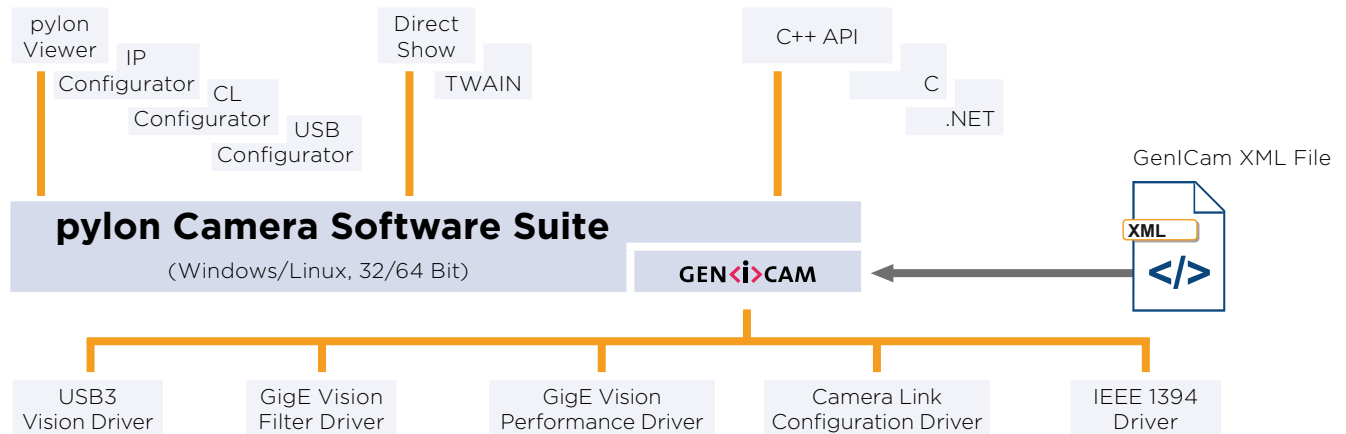 pylon
Viewer
IP
Configurator
CL
Configurator
USB
Configurator
Direct
Show
TWAIN
C++ API
C
.NET
GenICam XML File
XML
</>
pylon Camera Software Suite
(Windows/Linux, 32/64 Bit)
GEN<i>CAM
USB3
Vision Driver
GigE Vision
Filter Driver
GigE Vision
Performance Driver
Camera Link
Configuration Driver
IEEE 1394
Driver